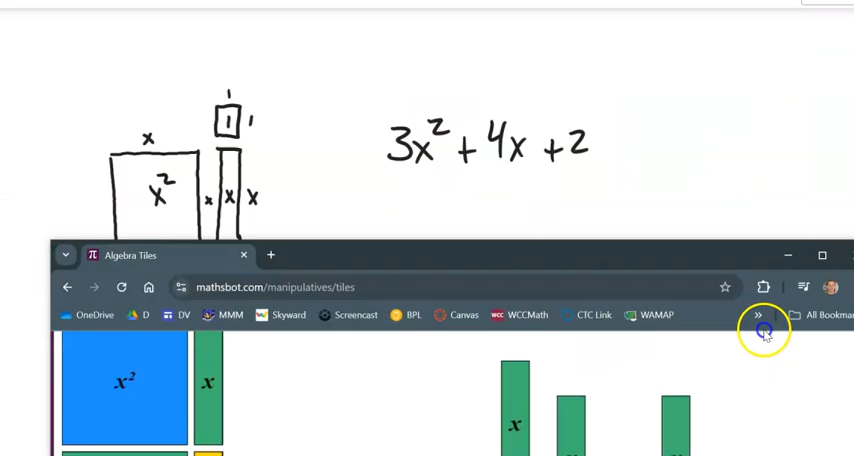 1
1 1
x
3x² + 4x + 2
x²
x x x
Algebra Tiles
mathsbot.com/manipulatives/tiles
OneDrive D DV MMM Skyward Screencast BPL Canvas WCCMath CTC Link WAMAP » All Bookmar
x² x
x